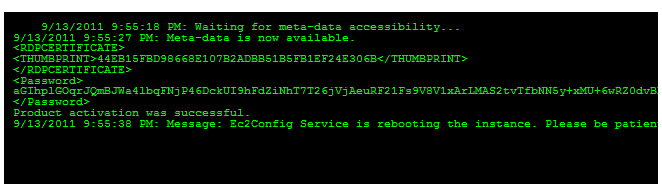 9/13/2011 9:55:18 PM: Waiting for meta-data accessibility...
9/13/2011 9:55:27 PM: Meta-data is now available.
<RDPCERTIFICATE>
<THUMBPRINT>44EB15FBD98668E107B2ADBB51B5FB1EF24E306B</THUMBPRINT>
</RDPCERTIFICATE>
<Password>
aGIhplGOqrJQmBJWa4lbqFNjP46DckUI9hFdZiNhT7T26jVjAeuRF21Fs9V8V1xArLMAS2tvTfbNN5y+xMU+6wRZ0dvB
</Password>
Product activation was successful.
9/13/2011 9:55:38 PM: Message: Ec2Config Service is rebooting the instance. Please be patien